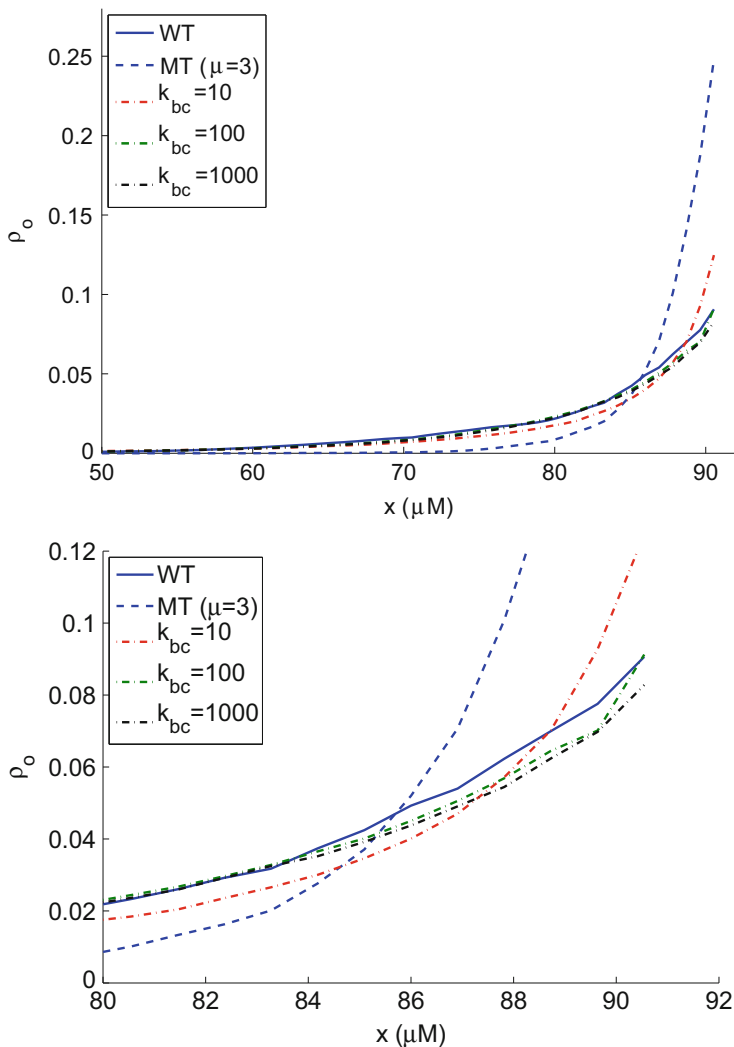 WT
MT (μ=3)
k_bc=10
k_bc=100
k_bc=1000
0.25
0.2
0.15
0.1
0.05
0
ρ_o
50
60
70
80
90
x (μM)
WT
MT (μ=3)
k_bc=10
k_bc=100
k_bc=1000
0.12
0.1
0.08
0.06
0.04
0.02
0
ρ_o
80
82
84
86
88
90
92
x (μM)